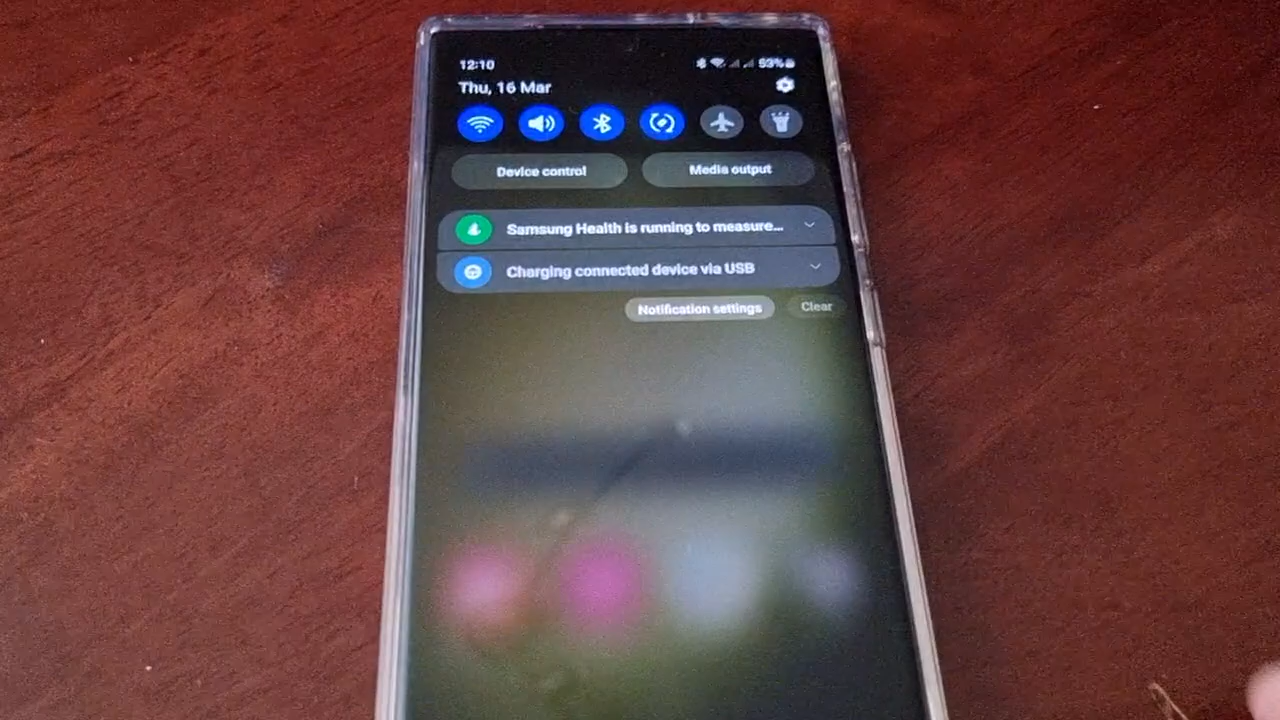 12:10
93%
Thu, 16 Mar
Device control
Media output
Samsung Health is running to measure...
Charging connected device via USB
Notification settings
Clear